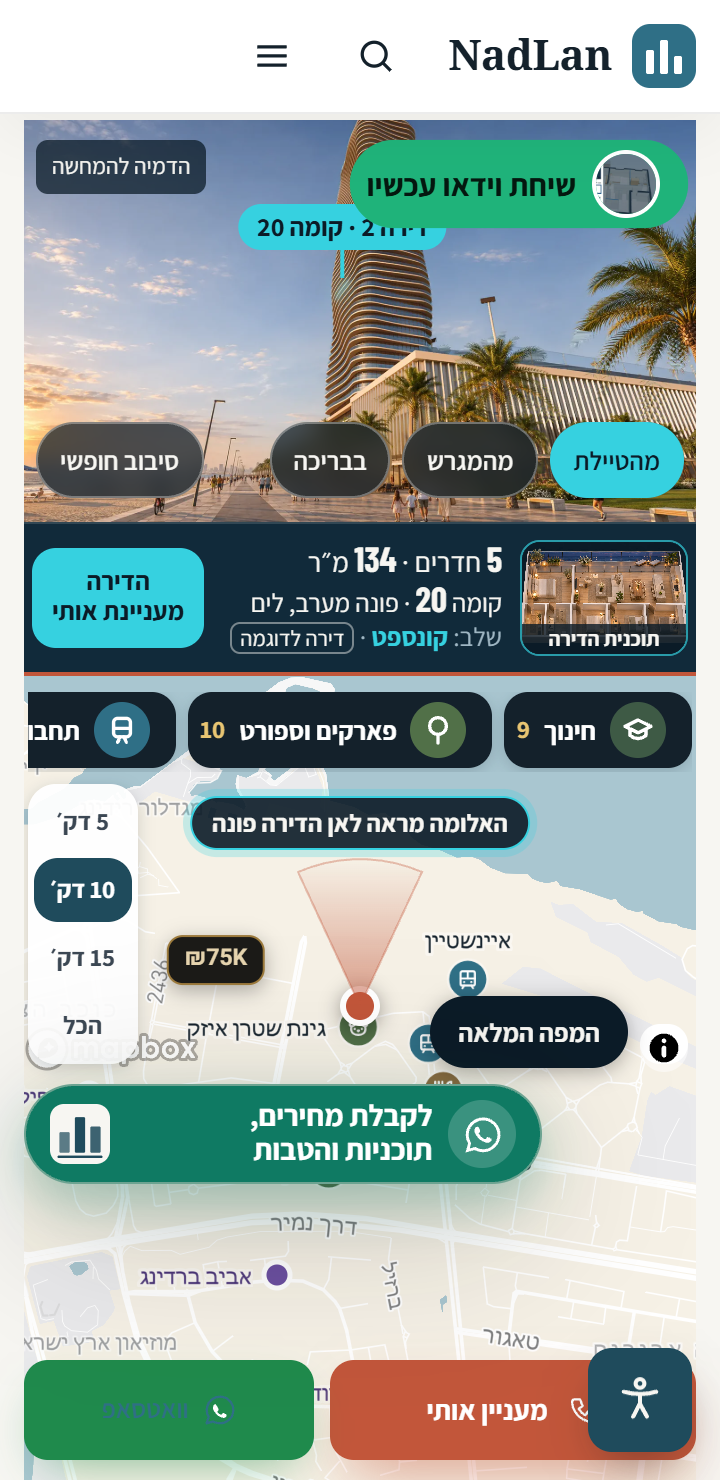 NadLan
שיחת וידאו עכשיו
הדמיה להמחשה
דירה 2 · קומה 20
מהטיילת
מהמגרש
בבריכה
סיבוב חופשי
תוכנית הדירה
5 חדרים · 134 מ״ר
קומה 20 · פונה מערב, לים
שלב: קונספט · דירה לדוגמה
הדירה
מעניינת אותי
חינוך 9
פארקים וספורט 10
תחבו
האלומה מראה לאן הדירה פונה
5 דק׳
10 דק׳
15 דק׳
הכל
₪75K
2436
איינשטיין
גינת שטרן איזק
המפה המלאה
mapbox
לקבלת מחירים,
תוכניות והטבות
דרך נמיר
אביב ברדינג
ברזיל
מוזיאון ארץ ישרא
טאגור
מעניין אותי
וואטסאפ